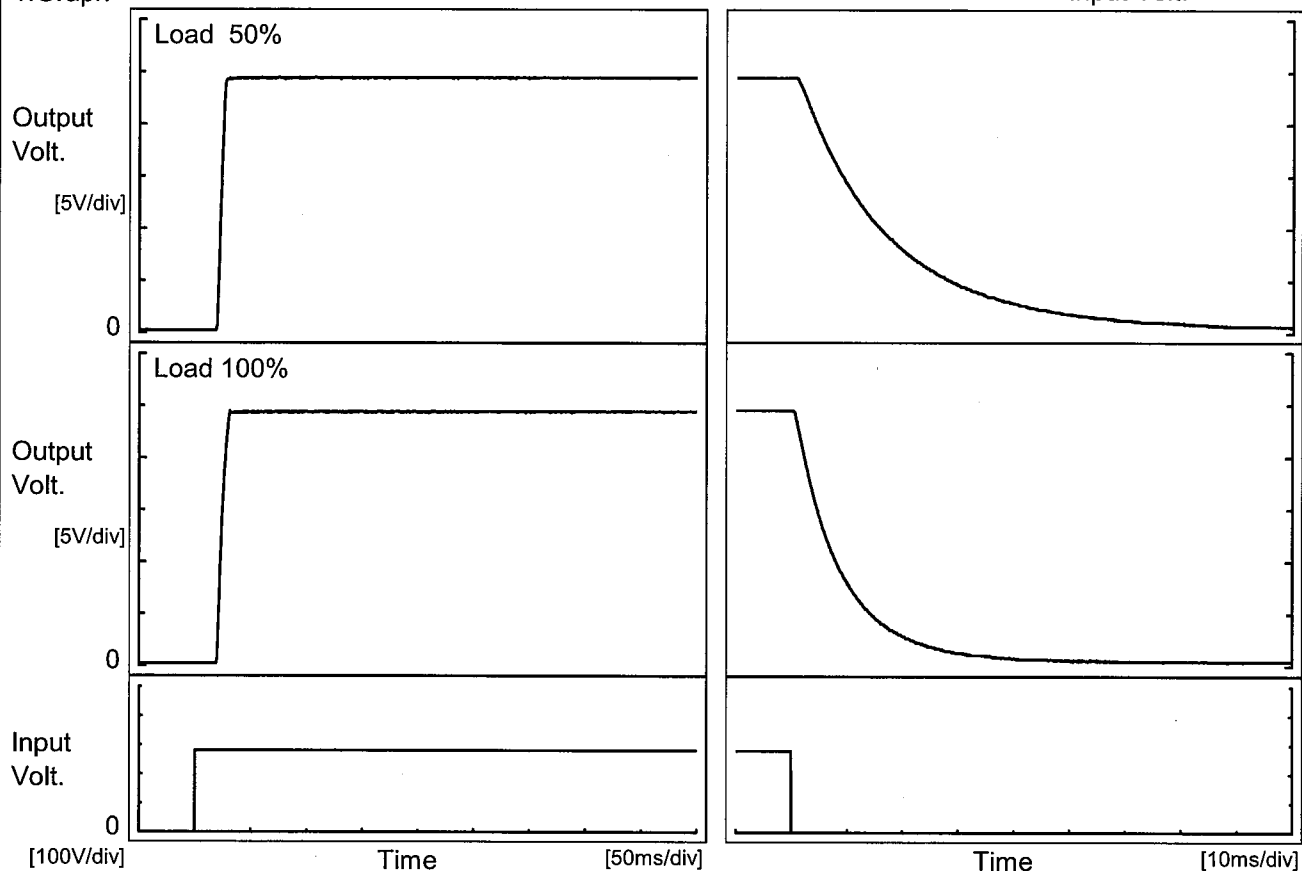 Load 50%
Output
Volt.
[5V/div]
0
Load 100%
Output
Volt.
[5V/div]
0
Input
Volt.
0
[100V/div]
Time
[50ms/div]
Time
[10ms/div]